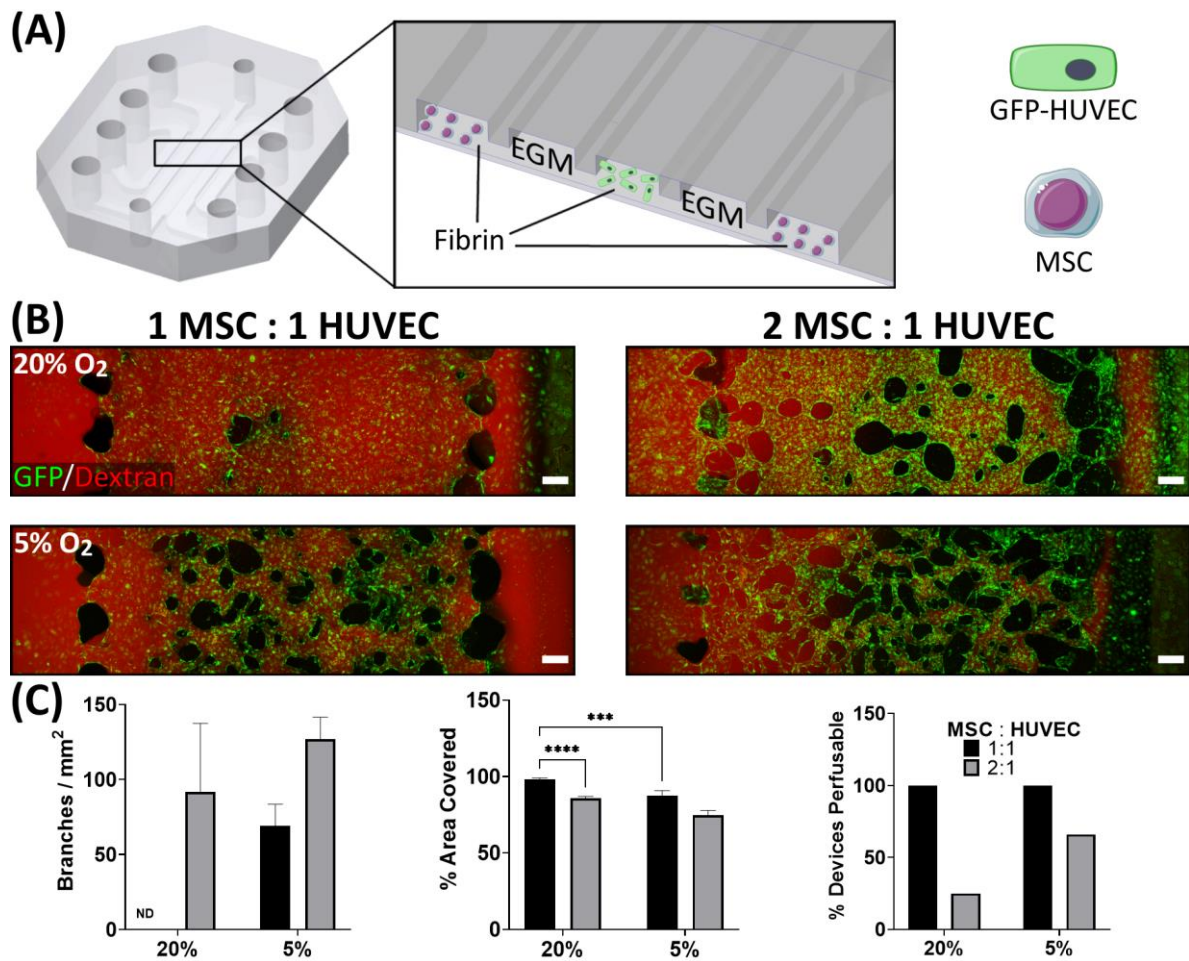 (A)
EGM
EGM
Fibrin
GFP-HUVEC
MSC
(B)
1 MSC : 1 HUVEC
2 MSC : 1 HUVEC
20% O2
GFP/Dextran
5% O2
(C)
Branches / mm²
150
100
50
0
ND
20%
5%
% Area Covered
150
100
50
0
****
***
20%
5%
% Devices Perfusable
150
100
50
0
MSC : HUVEC
1:1
2:1
20%
5%